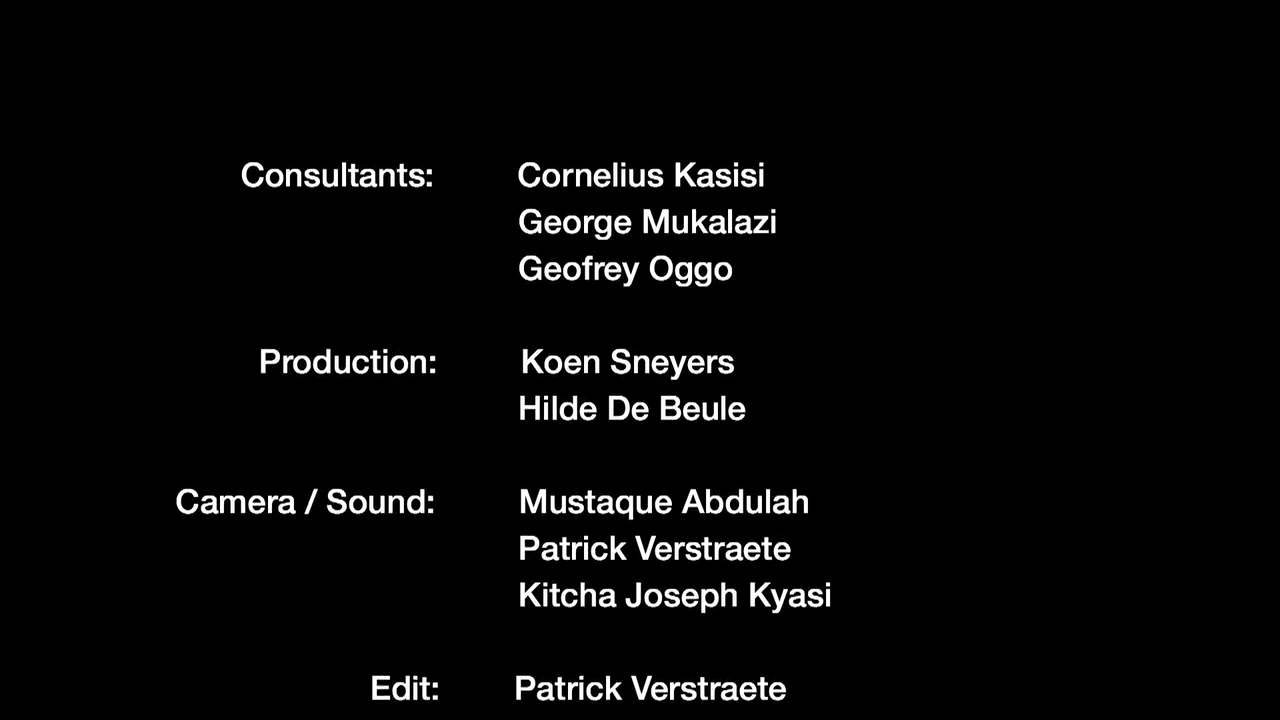 Consultants: Cornelius Kasisi
George Mukalazi
Geofrey Oggo
Production: Koen Sneyers
Hilde De Beule
Camera / Sound: Mustaque Abdulah
Patrick Verstraete
Kitcha Joseph Kyasi
Edit: Patrick Verstraete